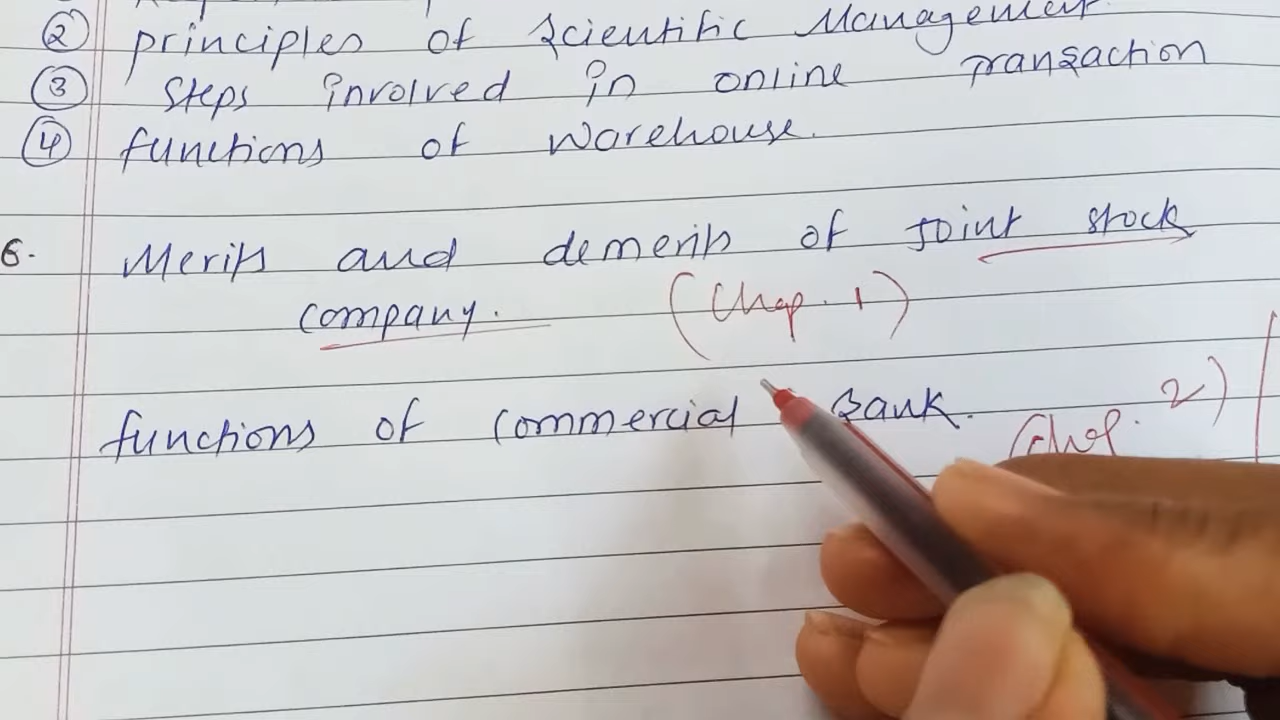 ② principles of Scientific Management.
③ Steps involved in online Transaction
④ functions of warehouse.
6. Merits and demerits of Joint stock
company. (Chap. 1)
functions of commercial Bank. (Chap. 2)